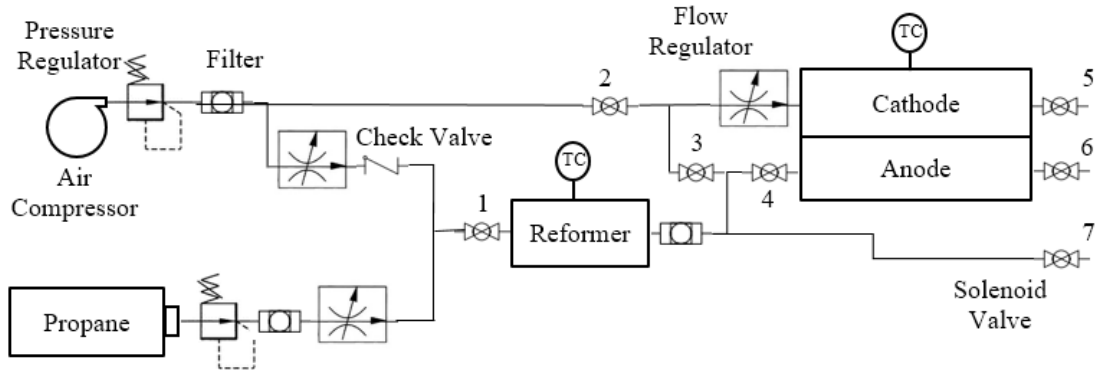 Pressure
Regulator
Filter
Flow
Regulator
TC
2
Cathode
5
Check Valve
3
Air
Compressor
TC
4
Anode
6
1
Reformer
7
Propane
Solenoid
Valve